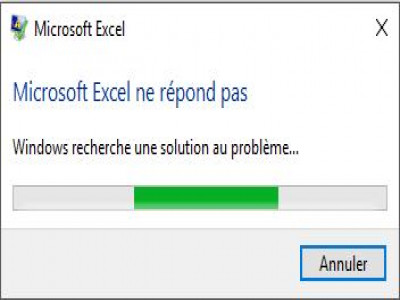 Microsoft Excel
Microsoft Excel ne répond pas
Windows recherche une solution au problème...
Annuler